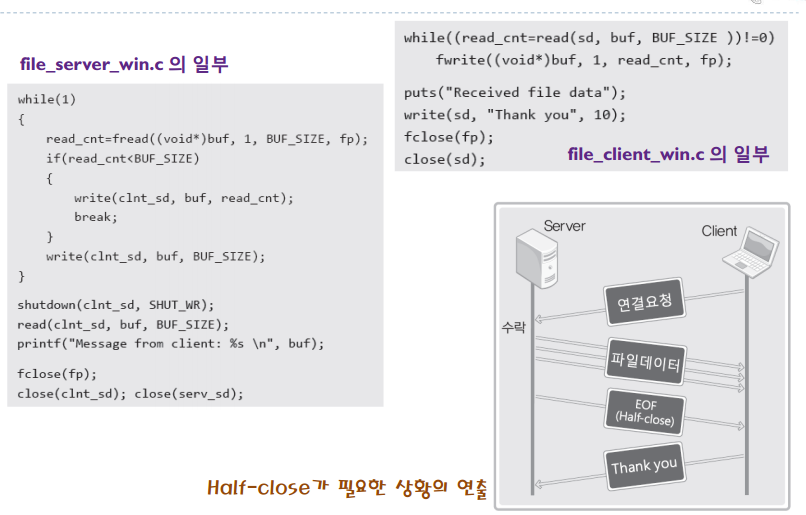 file_server_win.c 의 일부
while(1)
{
    read_cnt=fread((void*)buf, 1, BUF_SIZE, fp);
    if(read_cnt<BUF_SIZE)
    {
        write(clnt_sd, buf, read_cnt);
        break;
    }
    write(clnt_sd, buf, BUF_SIZE);
}
shutdown(clnt_sd, SHUT_WR);
read(clnt_sd, buf, BUF_SIZE);
printf("Message from client: %s \n", buf);
fclose(fp);
close(clnt_sd); close(serv_sd);
while((read_cnt=read(sd, buf, BUF_SIZE ))!=0)
    fwrite((void*)buf, 1, read_cnt, fp);
puts("Received file data");
write(sd, "Thank you", 10);
fclose(fp);
close(sd);
file_client_win.c 의 일부
Server
Client
연결요청
수락
파일데이터
EOF
(Half-close)
Thank you
Half-close가 필요한 상황의 연출